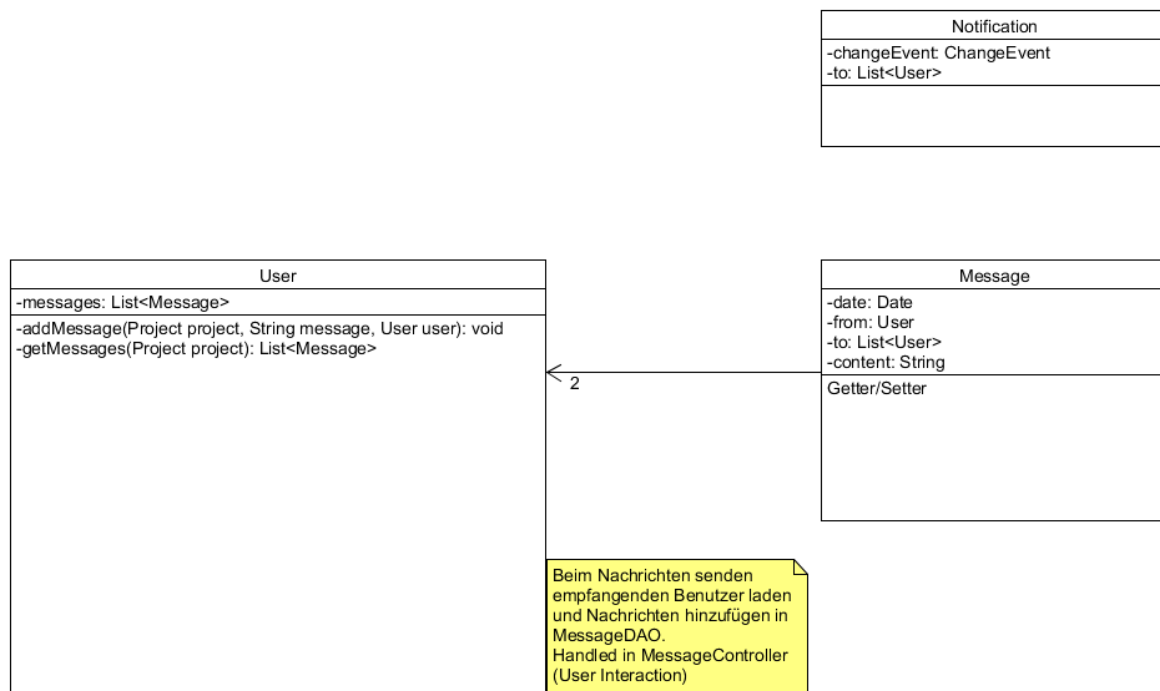 Notification
-changeEvent: ChangeEvent
-to: List<User>
User
-messages: List<Message>
-addMessage(Project project, String message, User user): void
-getMessages(Project project): List<Message>
2
Message
-date: Date
-from: User
-to: List<User>
-content: String
Getter/Setter
Beim Nachrichten senden
empfangenden Benutzer laden
und Nachrichten hinzufügen in
MessageDAO.
Handled in MessageController
(User Interaction)